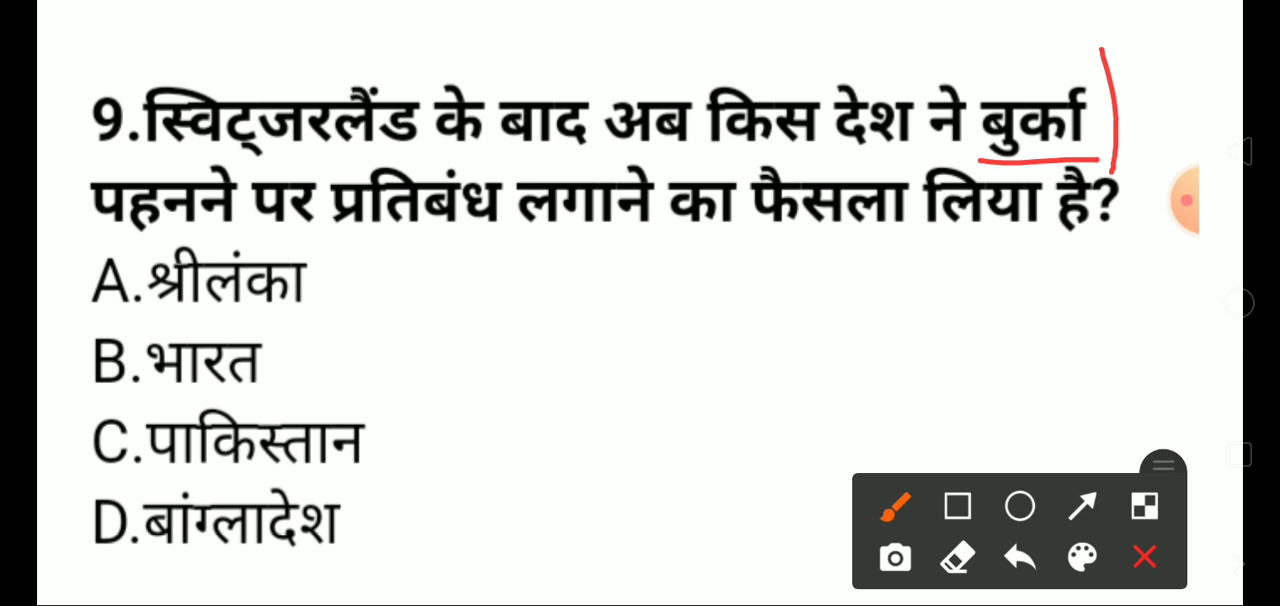 9.स्विट्जरलैंड के बाद अब किस देश ने बुर्का
पहनने पर प्रतिबंध लगाने का फैसला लिया है?
A.श्रीलंका
B.भारत
C.पाकिस्तान
D.बांग्लादेश